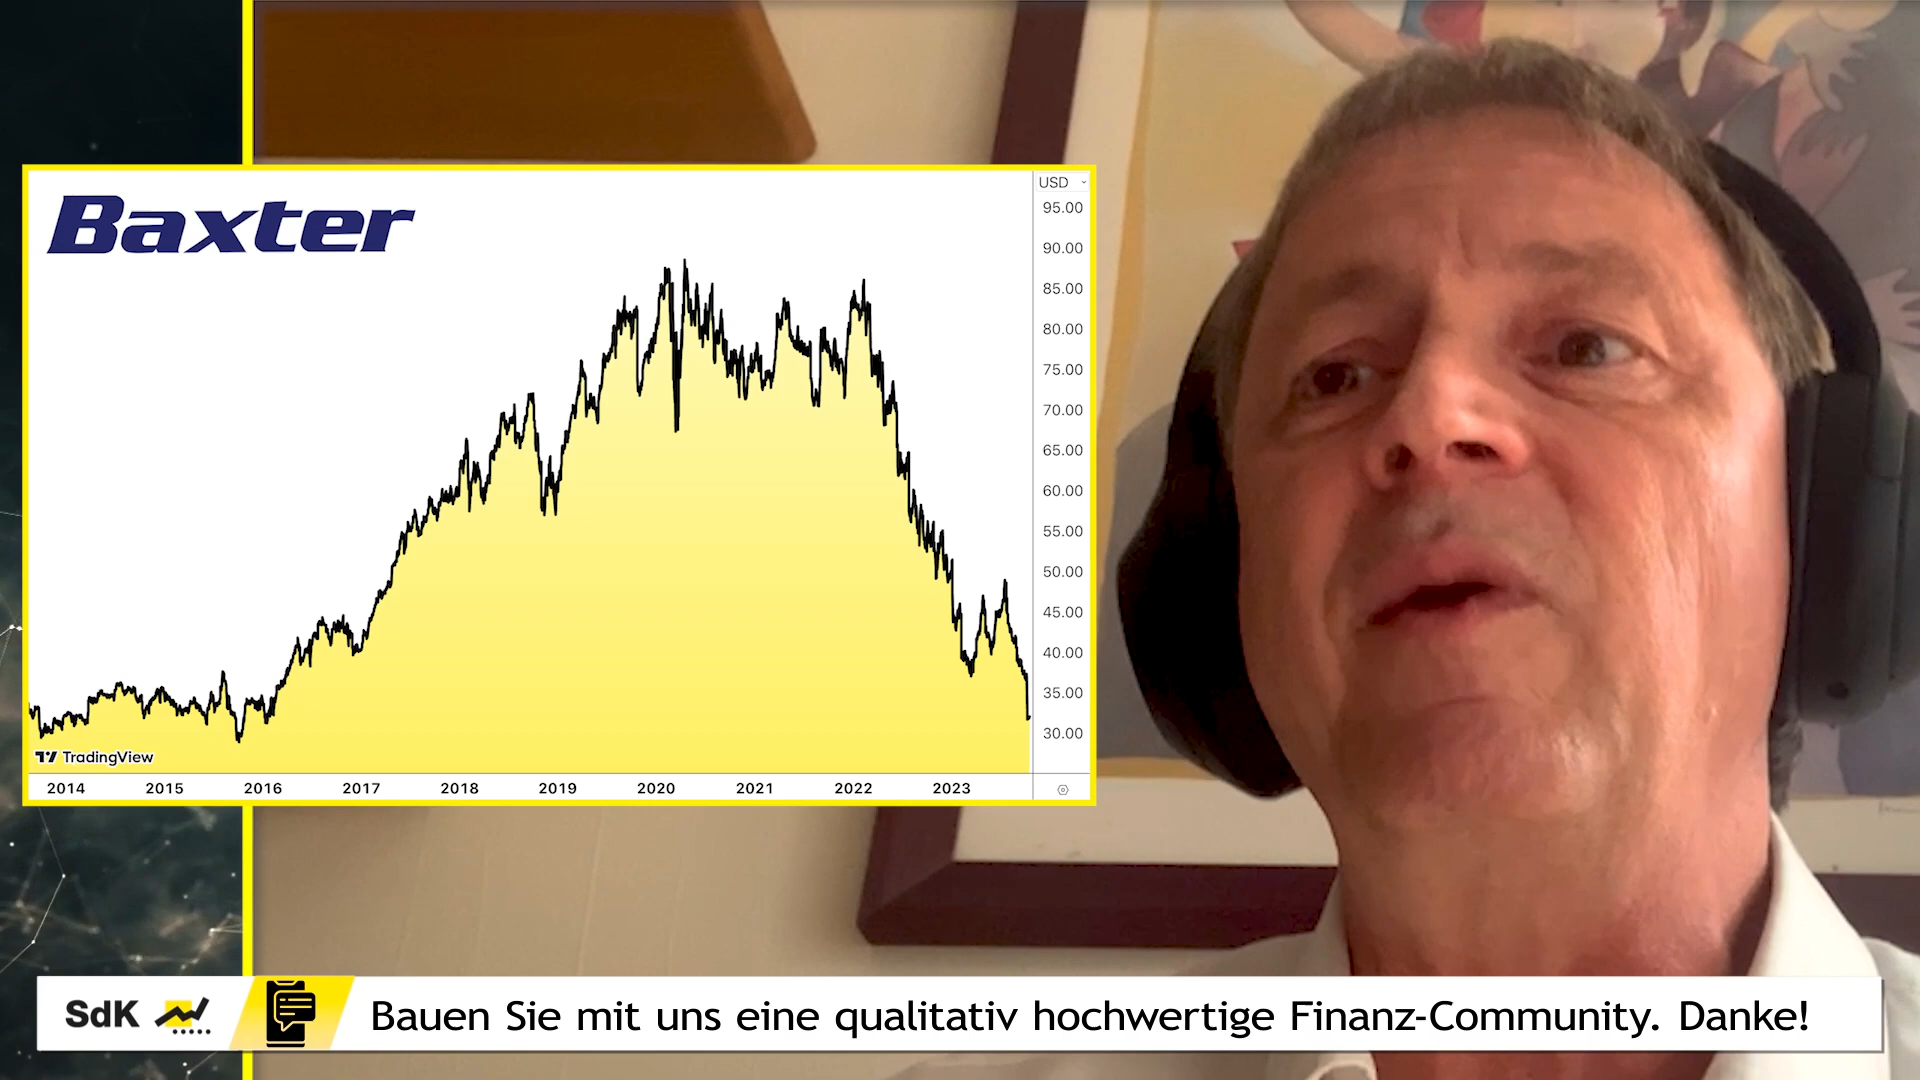 Baxter
USD
95.00
90.00
85.00
80.00
75.00
70.00
65.00
60.00
55.00
50.00
45.00
40.00
35.00
30.00
TradingView
2014 2015 2016 2017 2018 2019 2020 2021 2022 2023
SdK Bauen Sie mit uns eine qualitativ hochwertige Finanz-Community. Danke!